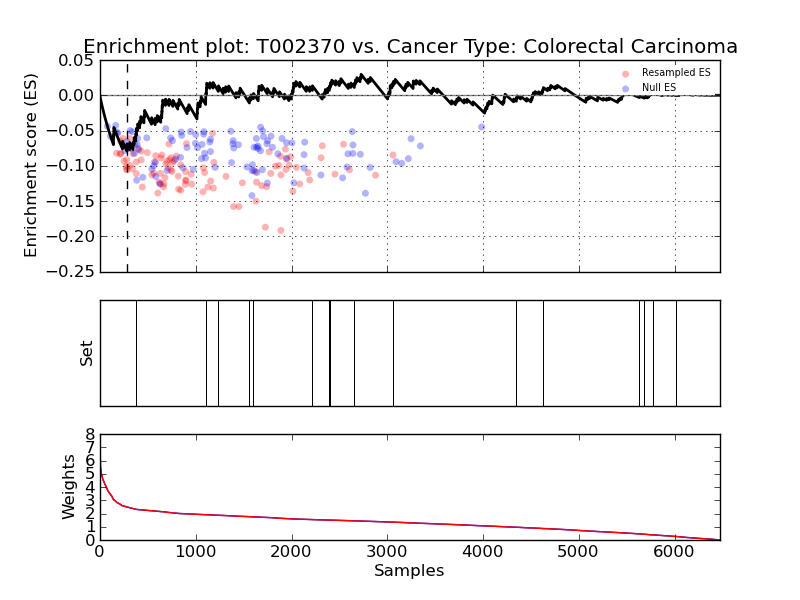 Enrichment plot: T002370 vs. Cancer Type: Colorectal Carcinoma
0.05
0.00
−0.05
−0.10
−0.15
−0.20
−0.25
Enrichment score (ES)
Resampled ES
Null ES
Set
8
7
6
5
4
3
2
1
0
Weights
0 1000 2000 3000 4000 5000 6000
Samples